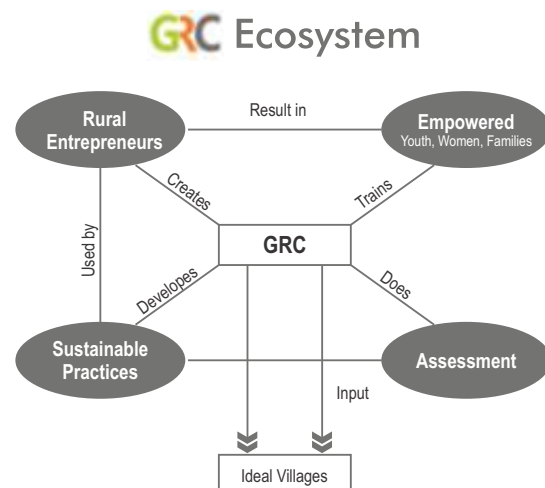 GRC Ecosystem
Rural
Entrepreneurs
Result in
Empowered
Youth, Women, Families
Creates
Trains
GRC
Used by
Developes
Does
Sustainable
Practices
Assessment
Input
Ideal Villages